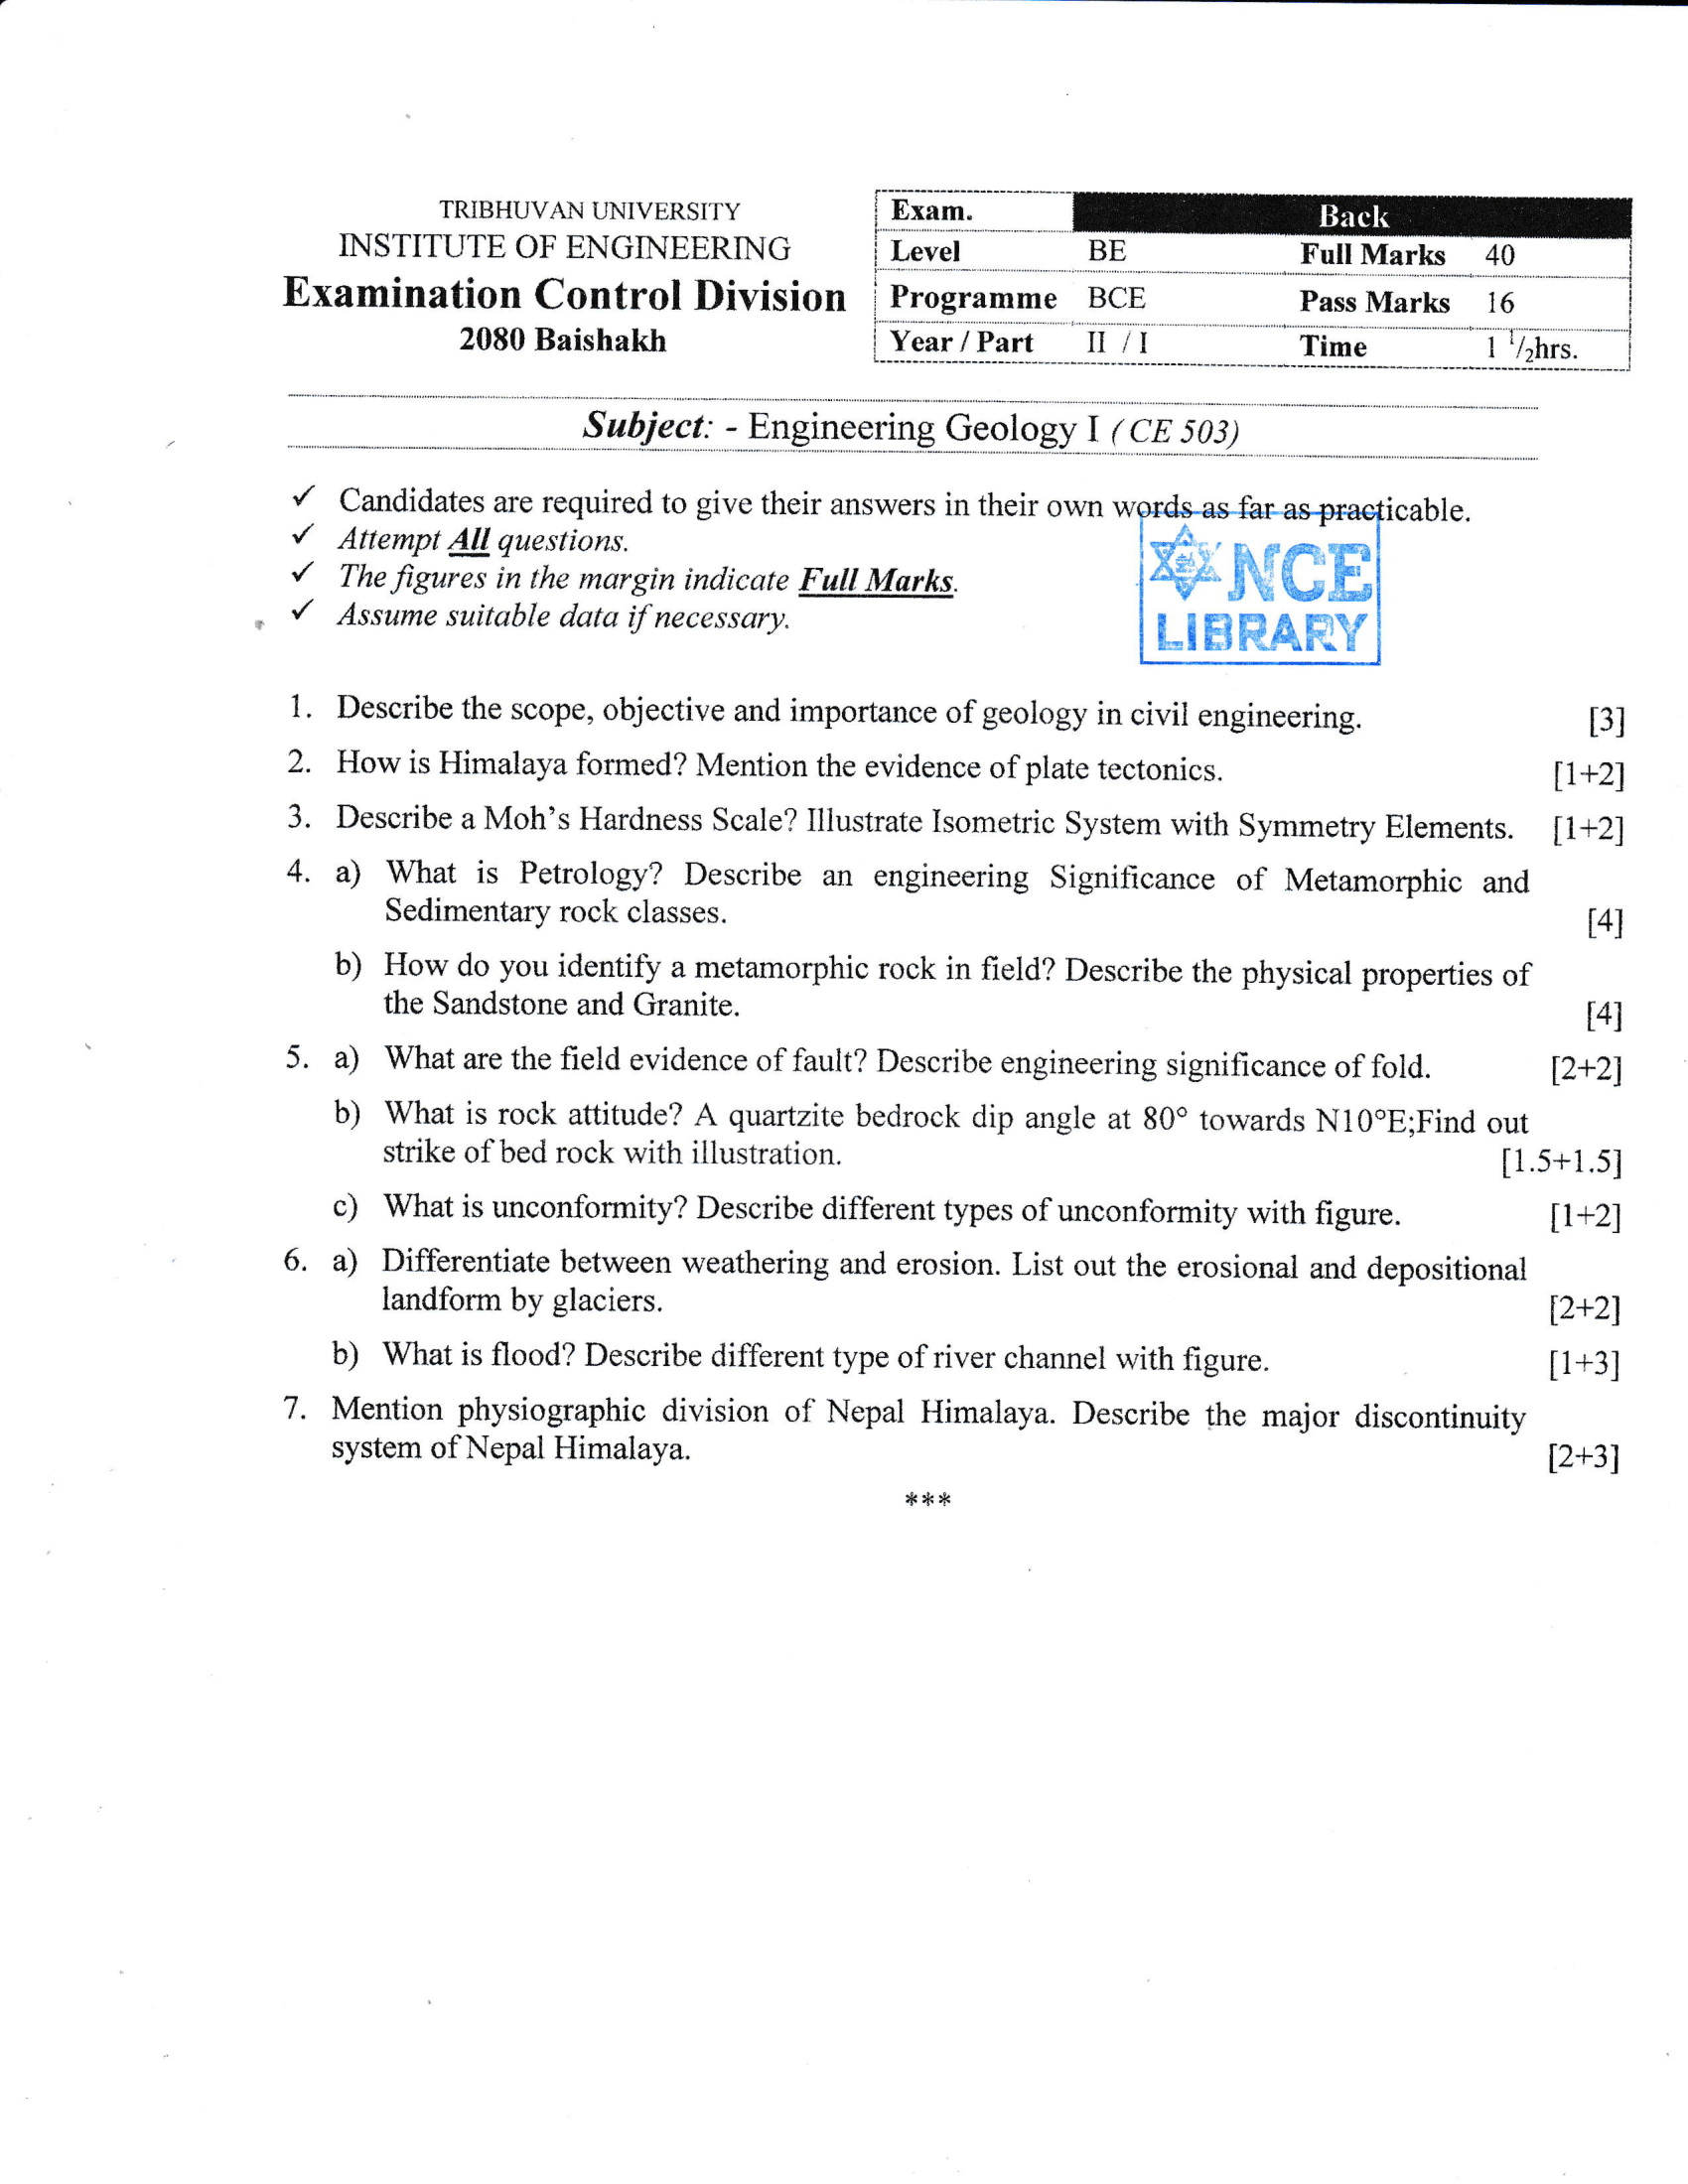 TRIBHUVAN UNIVERSITY
INSTITUTE OF ENGINEERING
Examination Control Division
2080 Baishakh
Exam. Back
Level BE Full Marks 40
Programme BCE Pass Marks 16
Year / Part II / I Time 1 1/2hrs.
Subject: - Engineering Geology I (CE 503)
✓ Candidates are required to give their answers in their own words as far as practicable.
✓ Attempt All questions.
✓ The figures in the margin indicate Full Marks.
✓ Assume suitable data if necessary.
NCE
LIBRARY
1. Describe the scope, objective and importance of geology in civil engineering. [3]
2. How is Himalaya formed? Mention the evidence of plate tectonics. [1+2]
3. Describe a Moh's Hardness Scale? Illustrate Isometric System with Symmetry Elements. [1+2]
4. a) What is Petrology? Describe an engineering Significance of Metamorphic and
Sedimentary rock classes. [4]
b) How do you identify a metamorphic rock in field? Describe the physical properties of
the Sandstone and Granite. [4]
5. a) What are the field evidence of fault? Describe engineering significance of fold. [2+2]
b) What is rock attitude? A quartzite bedrock dip angle at 80° towards N10°E;Find out
strike of bed rock with illustration. [1.5+1.5]
c) What is unconformity? Describe different types of unconformity with figure. [1+2]
6. a) Differentiate between weathering and erosion. List out the erosional and depositional
landform by glaciers. [2+2]
b) What is flood? Describe different type of river channel with figure. [1+3]
7. Mention physiographic division of Nepal Himalaya. Describe the major discontinuity
system of Nepal Himalaya. [2+3]
***